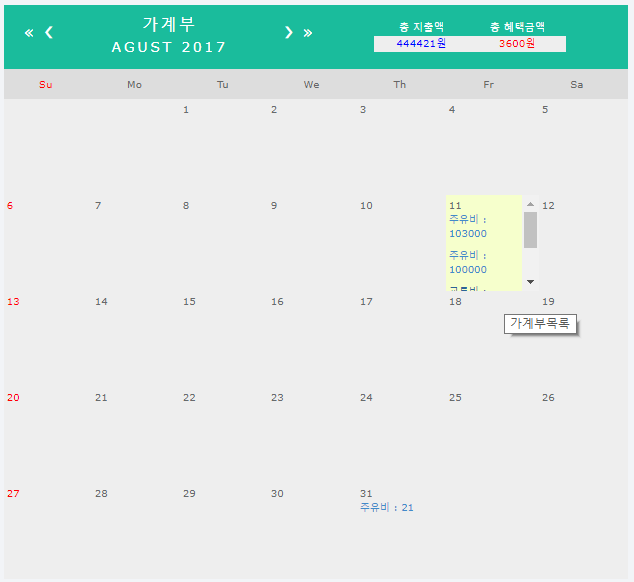 « ‹ 가계부 › »
AGUST 2017
총 지출액 총 혜택금액
444421원 3600원
Su Mo Tu We Th Fr Sa
1 2 3 4 5
6 7 8 9 10 11 12
주유비 :
103000
주유비 :
100000
13 14 15 16 17 18 19
가계부목록
20 21 22 23 24 25 26
27 28 29 30 31
주유비 : 21